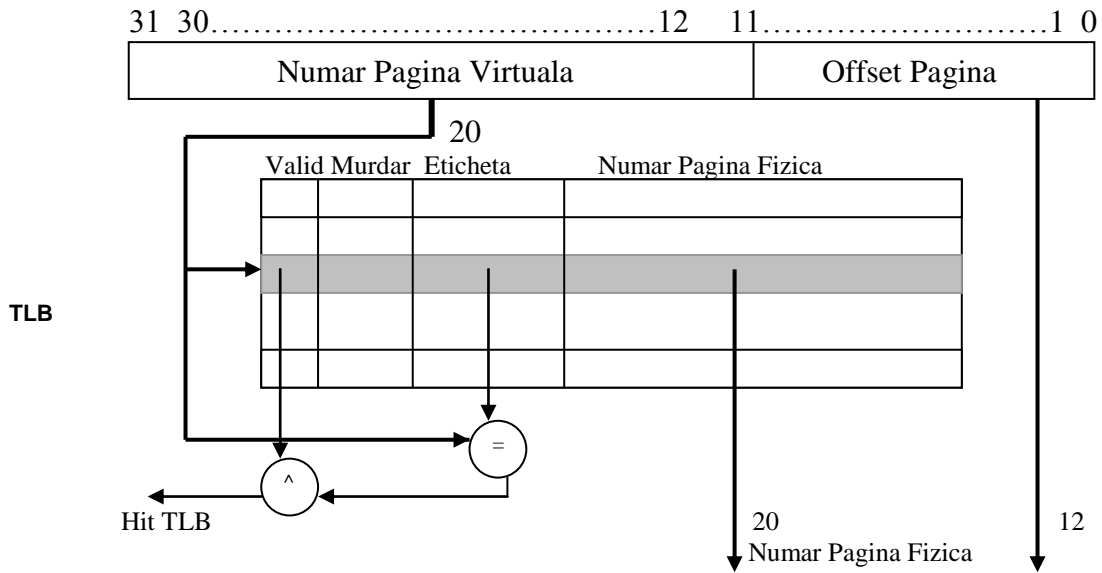 31 30........................................12 11............................1 0
Numar Pagina Virtuala Offset Pagina
20
Valid Murdar Eticheta Numar Pagina Fizica
TLB
=
^
Hit TLB
20 12
Numar Pagina Fizica